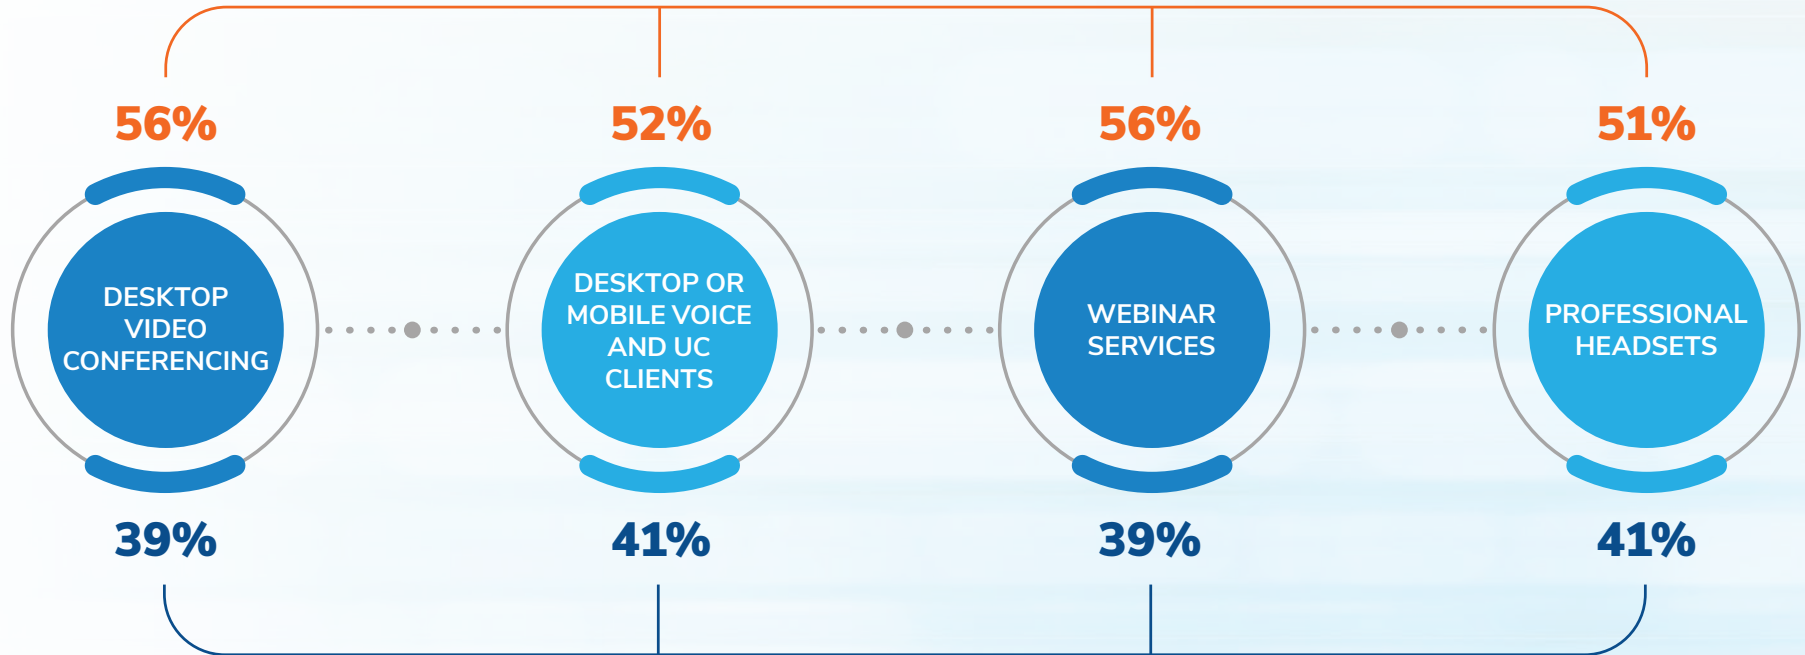 56%
52%
56%
51%
DESKTOP
VIDEO
CONFERENCING
DESKTOP OR
MOBILE VOICE
AND UC
CLIENTS
WEBINAR
SERVICES
PROFESSIONAL
HEADSETS
39%
41%
39%
41%